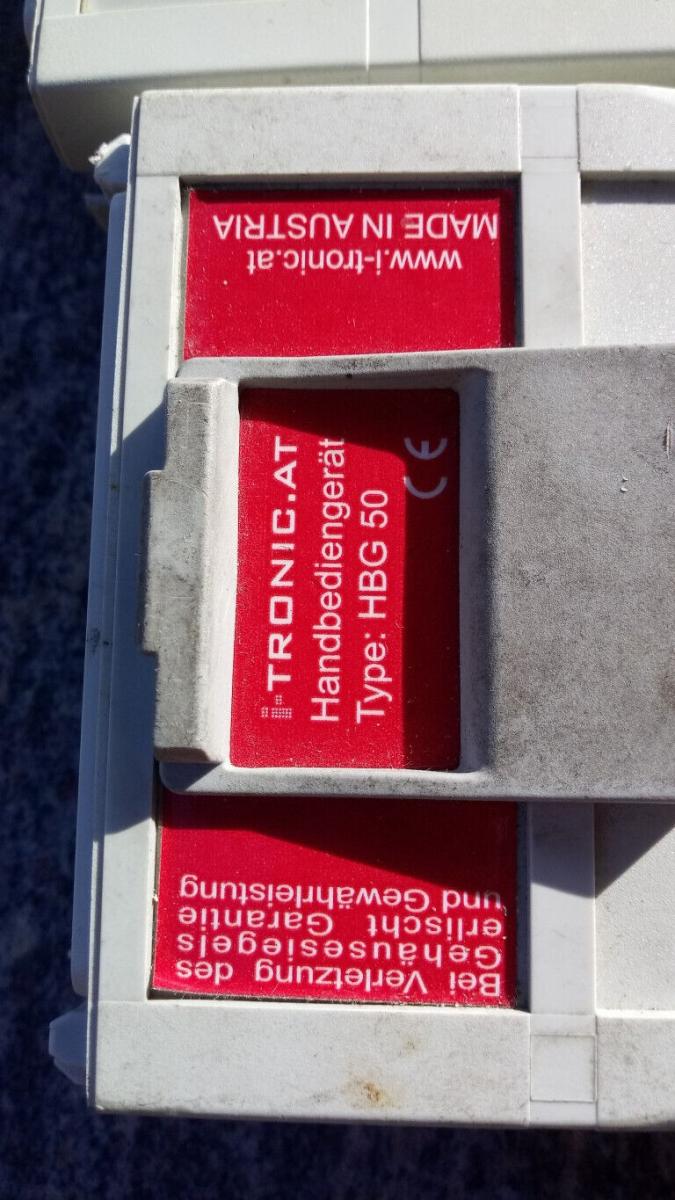 MADE IN AUSTRIA
www.i-tronic.at
i-TRONIC.AT
Handbediengerät
Type: HBG 50
CE
Bei Verletzung des
Gehäusesiegels
erlischt Garantie
und Gewährleistung